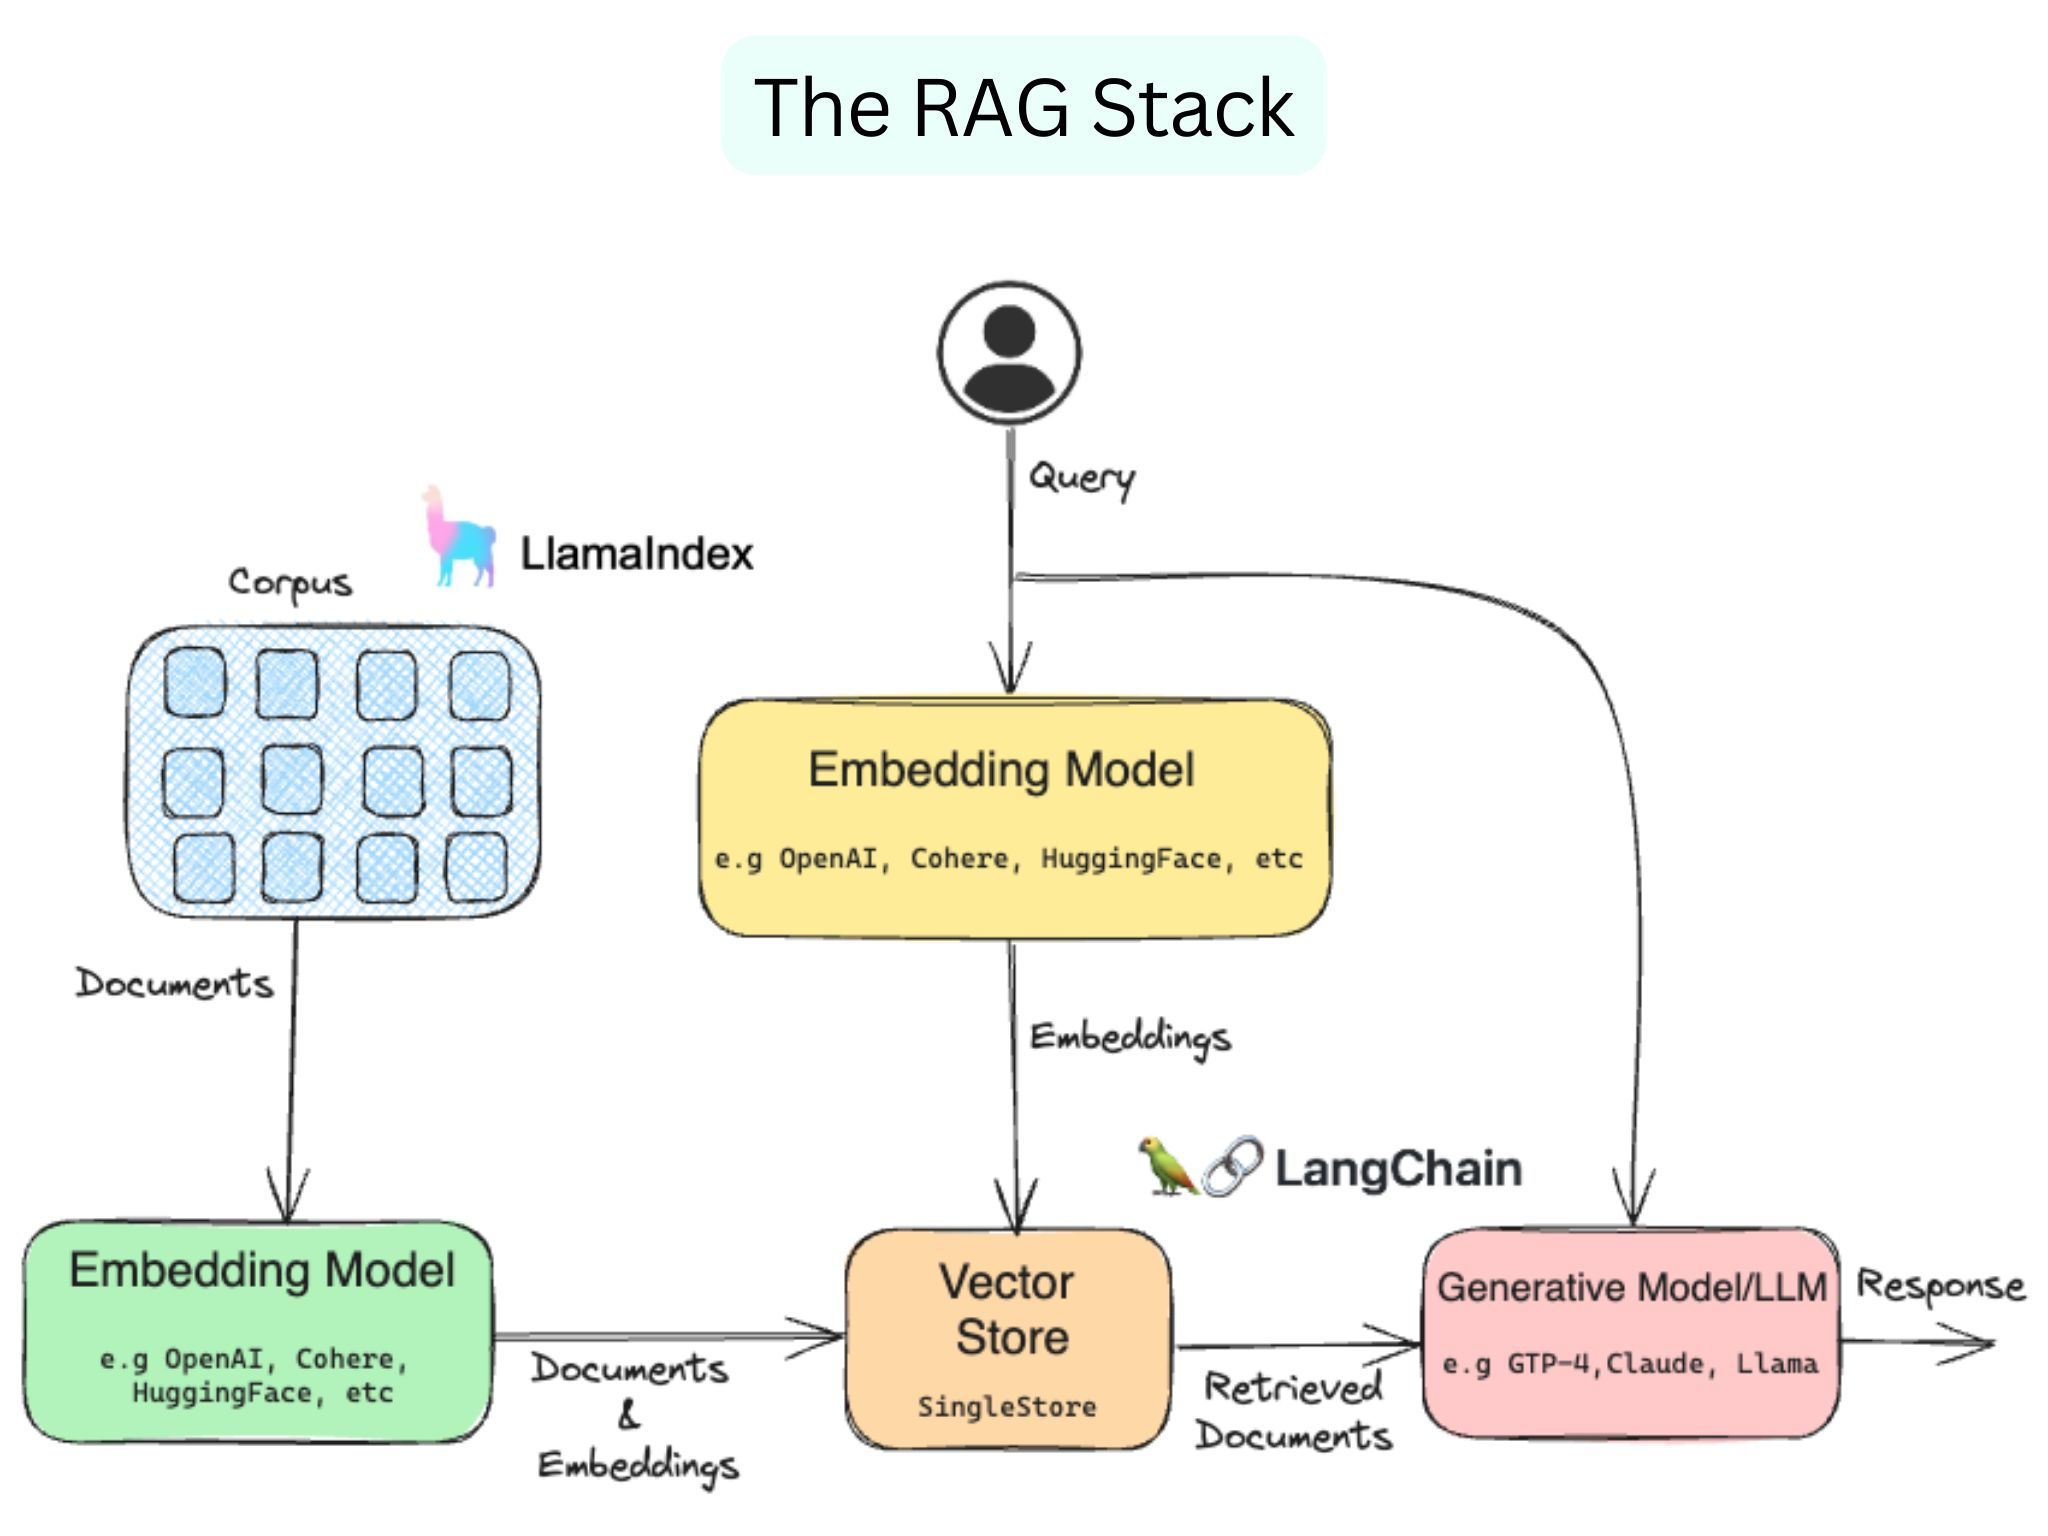 The RAG Stack
Query
LlamaIndex
Corpus
Embedding Model
e.g OpenAI, Cohere, HuggingFace, etc
Documents
Embeddings
LangChain
Embedding Model
e.g OpenAI, Cohere,
HuggingFace, etc
Documents
&
Embeddings
Vector
Store
SingleStore
Retrieved
Documents
Generative Model/LLM
e.g GTP-4,Claude, Llama
Response